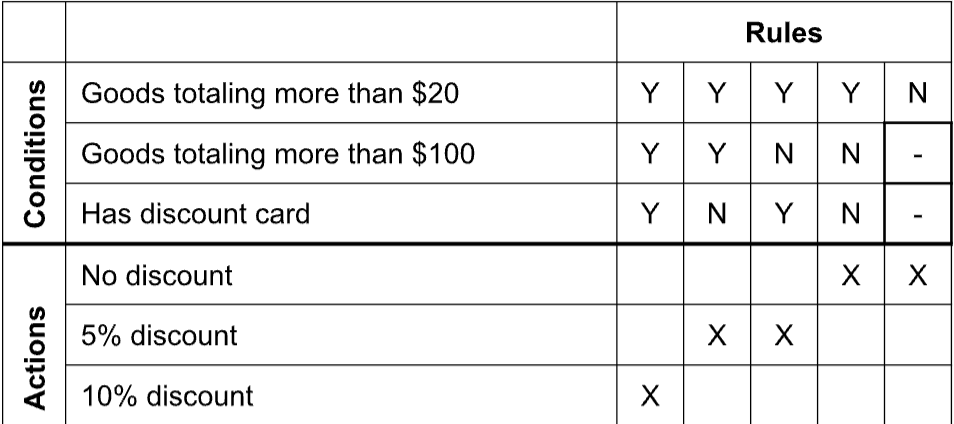 Rules
Conditions
Goods totaling more than $20 Y Y Y Y N
Goods totaling more than $100 Y Y N N -
Has discount card Y N Y N -
Actions
No discount X X
5% discount X X
10% discount X